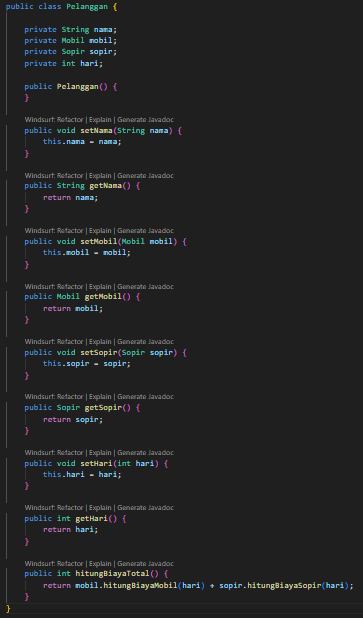 public class Pelanggan {
private String nama;
private Mobil mobil;
private Sopir sopir;
private int hari;
public Pelanggan() {
}
Windsurf: Refactor | Explain | Generate Javadoc
public void setNama(String nama) {
this.nama = nama;
}
Windsurf: Refactor | Explain | Generate Javadoc
public String getNama() {
return nama;
}
Windsurf: Refactor | Explain | Generate Javadoc
public void setMobil(Mobil mobil) {
this.mobil = mobil;
}
Windsurf: Refactor | Explain | Generate Javadoc
public Mobil getMobil() {
return mobil;
}
Windsurf: Refactor | Explain | Generate Javadoc
public void setSopir(Sopir sopir) {
this.sopir = sopir;
}
Windsurf: Refactor | Explain | Generate Javadoc
public Sopir getSopir() {
return sopir;
}
Windsurf: Refactor | Explain | Generate Javadoc
public void setHari(int hari) {
this.hari = hari;
}
Windsurf: Refactor | Explain | Generate Javadoc
public int getHari() {
return hari;
}
Windsurf: Refactor | Explain | Generate Javadoc
public int hitungBiayaTotal() {
return mobil.hitungBiayaMobil(hari) + sopir.hitungBiayaSopir(hari);
}
}